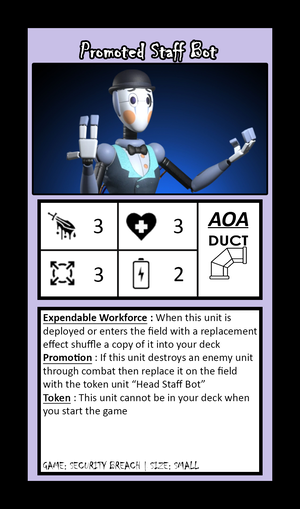 Promoted Staff Bot
3 3 AOA
DUCT
3 2
Expendable Workforce : When this unit is
deployed or enters the field with a replacement
effect shuffle a copy of it into your deck
Promotion : If this unit destroys an enemy unit
through combat then replace it on the field
with the token unit “Head Staff Bot”
Token : This unit cannot be in your deck when
you start the game
GAME: SECURITY BREACH | SIZE: SMALL